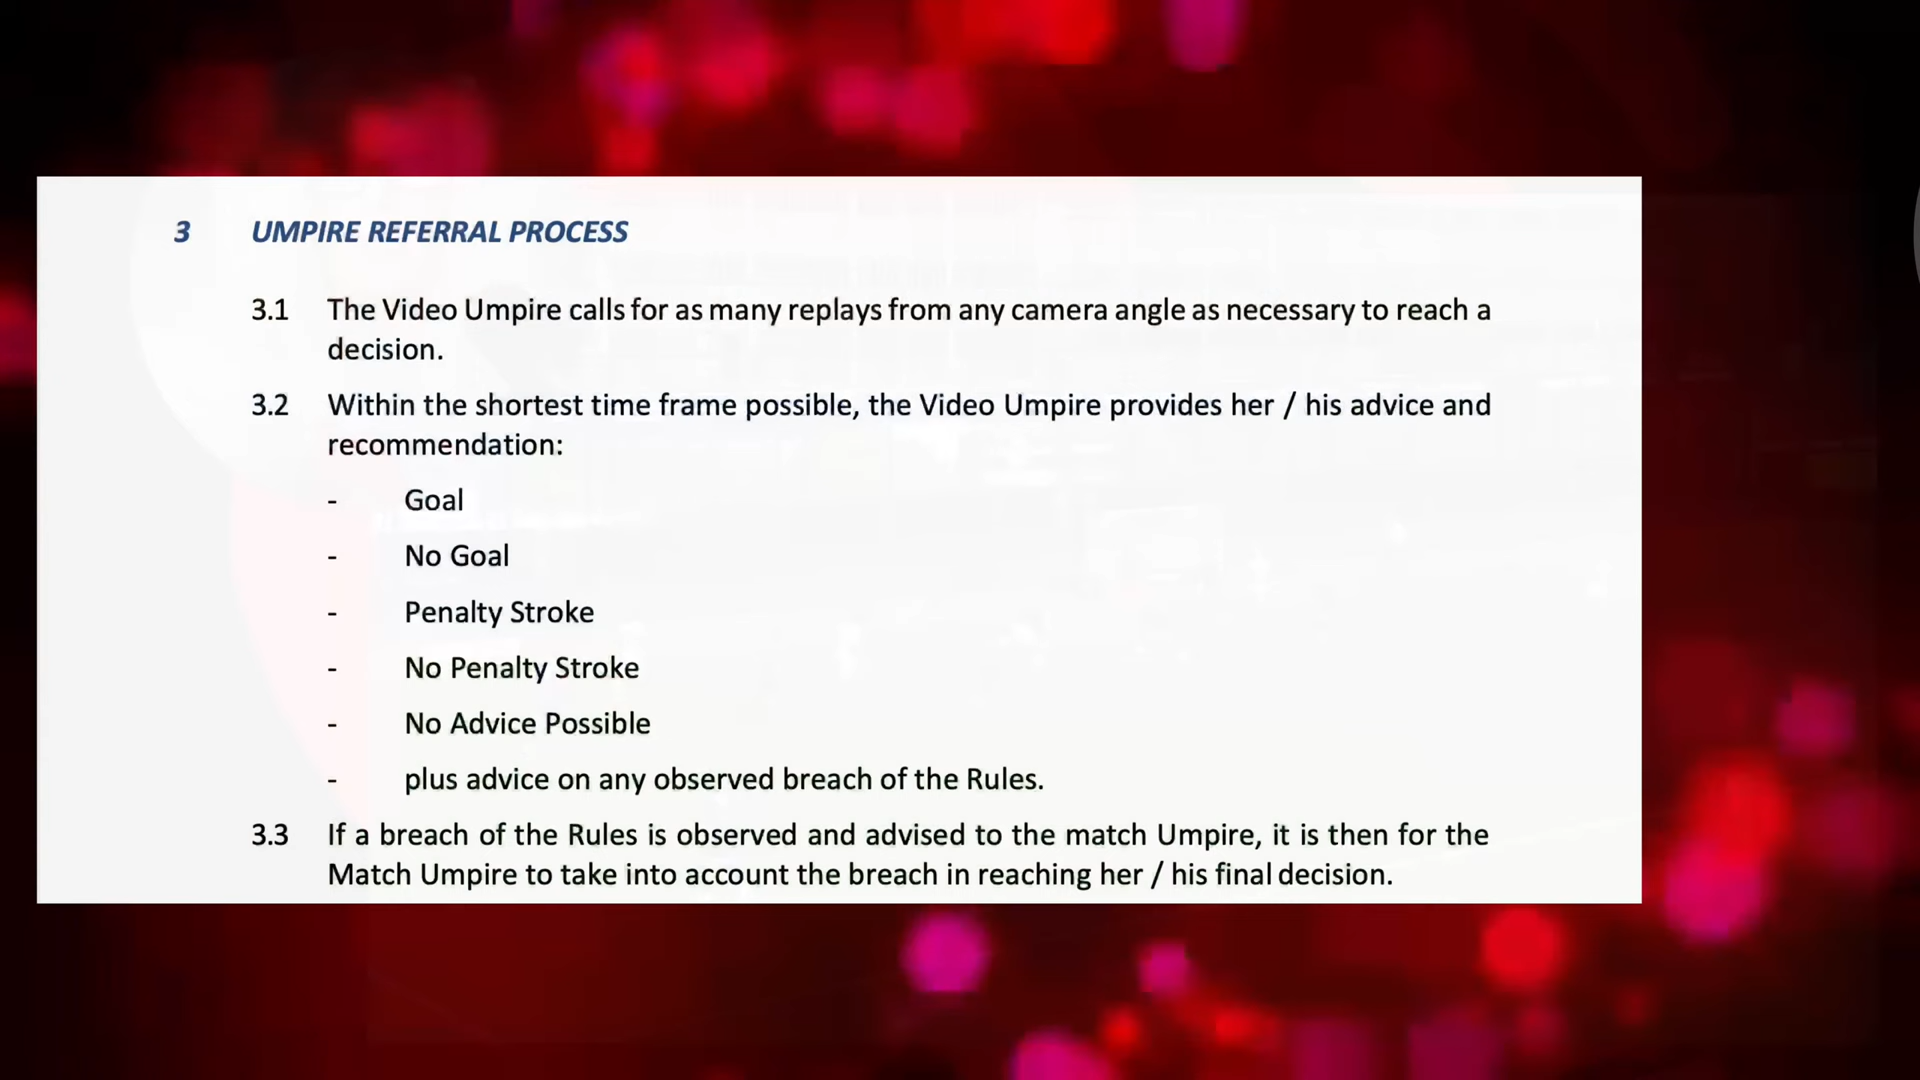 3 UMPIRE REFERRAL PROCESS
3.1 The Video Umpire calls for as many replays from any camera angle as necessary to reach a
decision.
3.2 Within the shortest time frame possible, the Video Umpire provides her / his advice and
recommendation:
- Goal
- No Goal
- Penalty Stroke
- No Penalty Stroke
- No Advice Possible
- plus advice on any observed breach of the Rules.
3.3 If a breach of the Rules is observed and advised to the match Umpire, it is then for the
Match Umpire to take into account the breach in reaching her / his final decision.